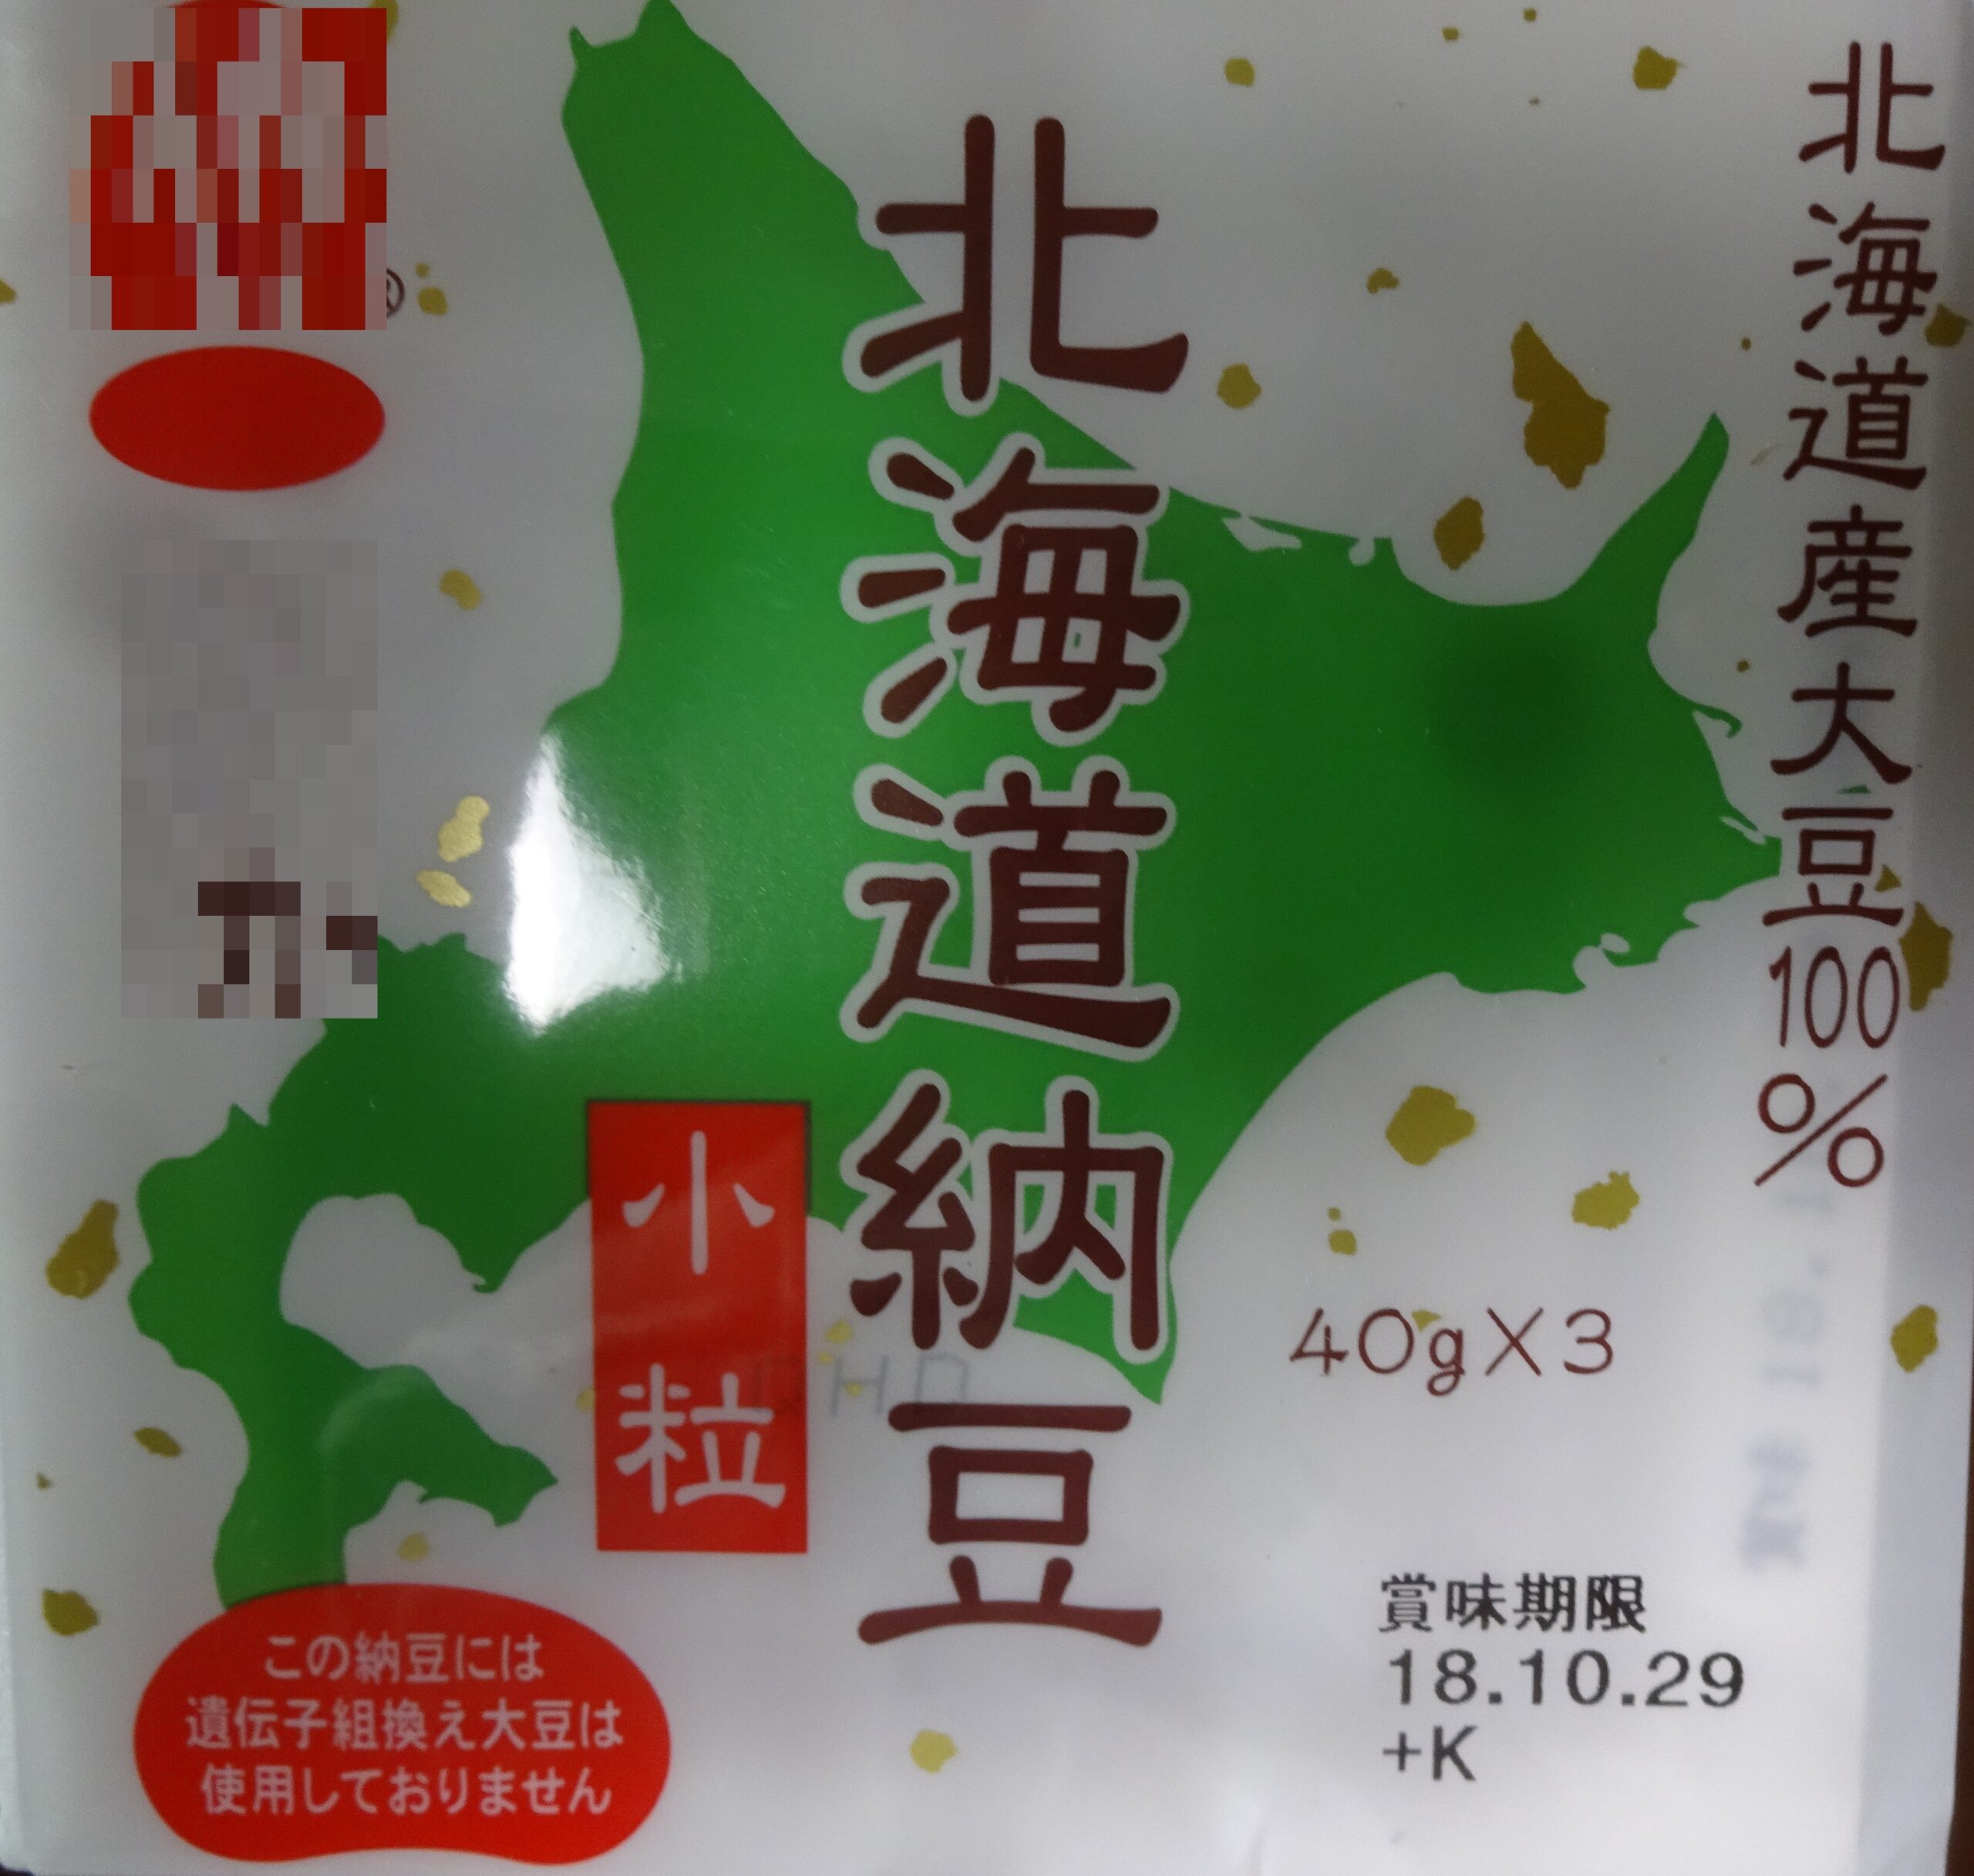 北海道産大豆100%
北海道納豆
小粒
40g×3
賞味期限
18.10.29
+K
この納豆には
遺伝子組換え大豆は
使用しておりません
®